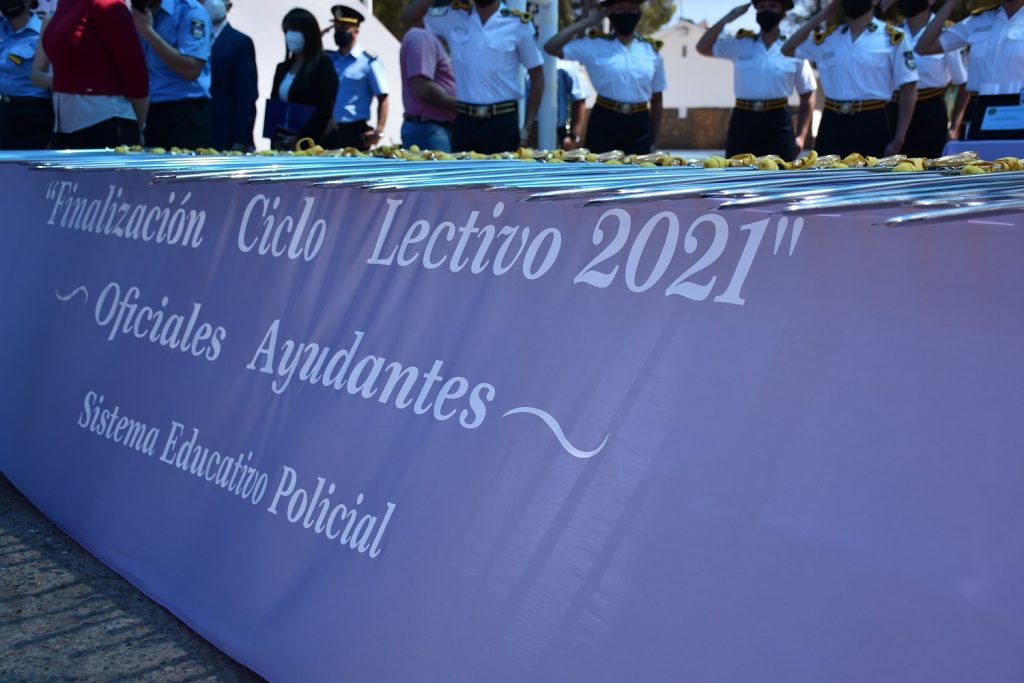 "Finalización Ciclo Lectivo 2021"
~Oficiales Ayudantes~
Sistema Educativo Policial